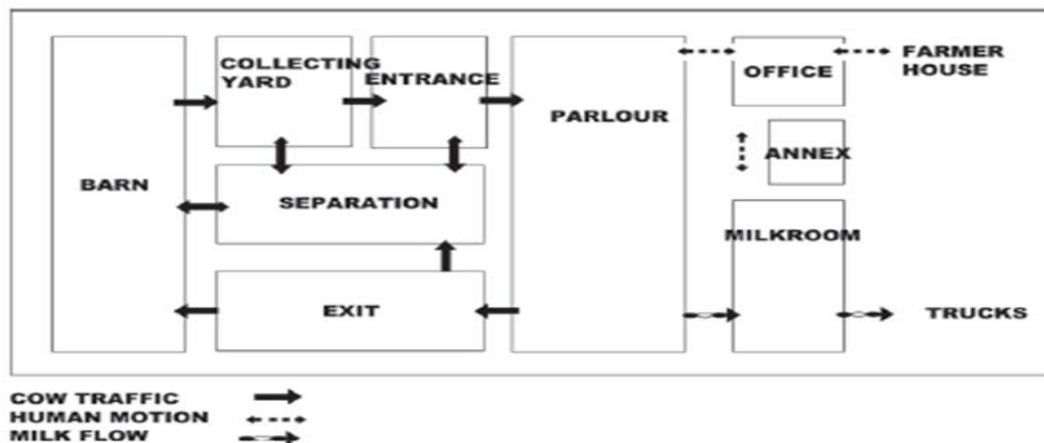 COLLECTING
YARD
ENTRANCE
OFFICE
FARMER
HOUSE
PARLOUR
ANNEX
BARN
SEPARATION
MILKROOM
EXIT
TRUCKS
COW TRAFFIC
HUMAN MOTION
MILK FLOW